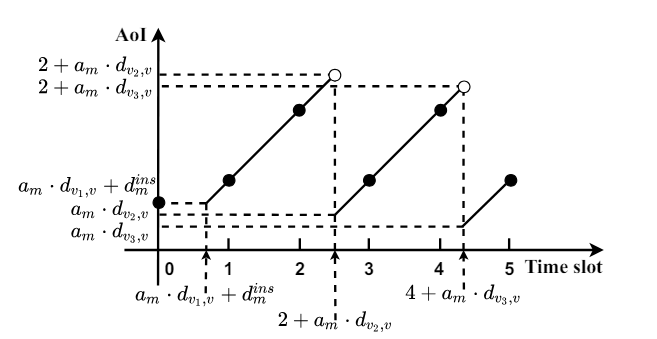 AoI
2 + a_m · d_{v_2,v}
2 + a_m · d_{v_3,v}
a_m · d_{v_1,v} + d_m^{ins}
a_m · d_{v_2,v}
a_m · d_{v_3,v}
0 1 2 3 4 5 Time slot
a_m · d_{v_1,v} + d_m^{ins}
4 + a_m · d_{v_3,v}
2 + a_m · d_{v_2,v}